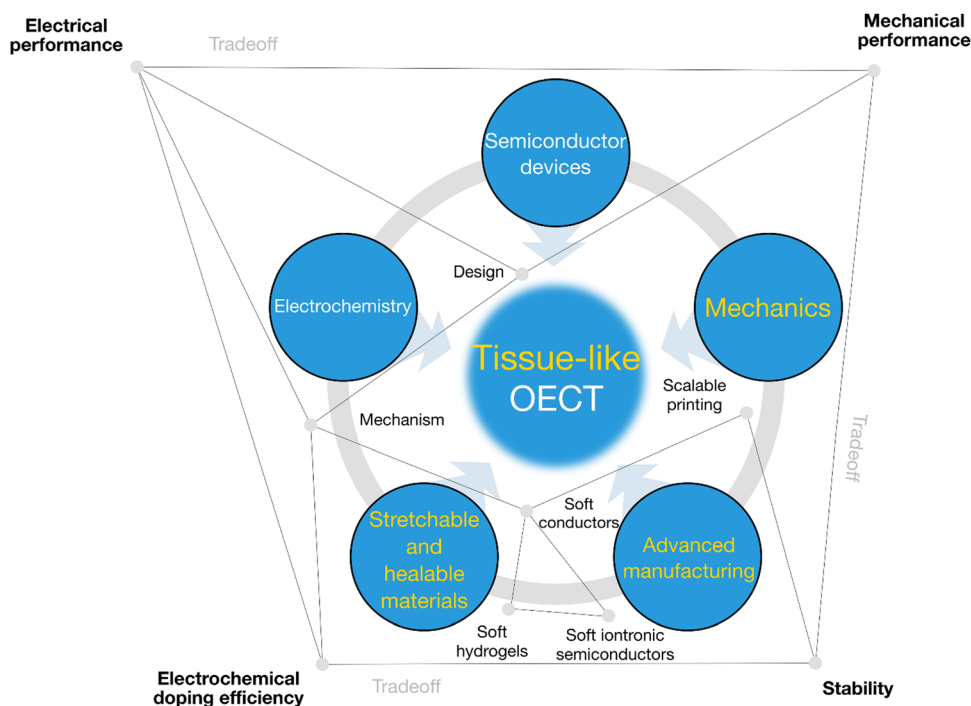 Electrical
performance
Tradeoff
Mechanical
performance
Semiconductor
devices
Design
Electrochemistry
Mechanics
Tissue-like
OECT
Scalable
printing
Mechanism
Tradeoff
Stretchable
and
healable
materials
Soft
conductors
Advanced
manufacturing
Soft
hydrogels
Soft iontronic
semiconductors
Electrochemical
doping efficiency
Tradeoff
Stability